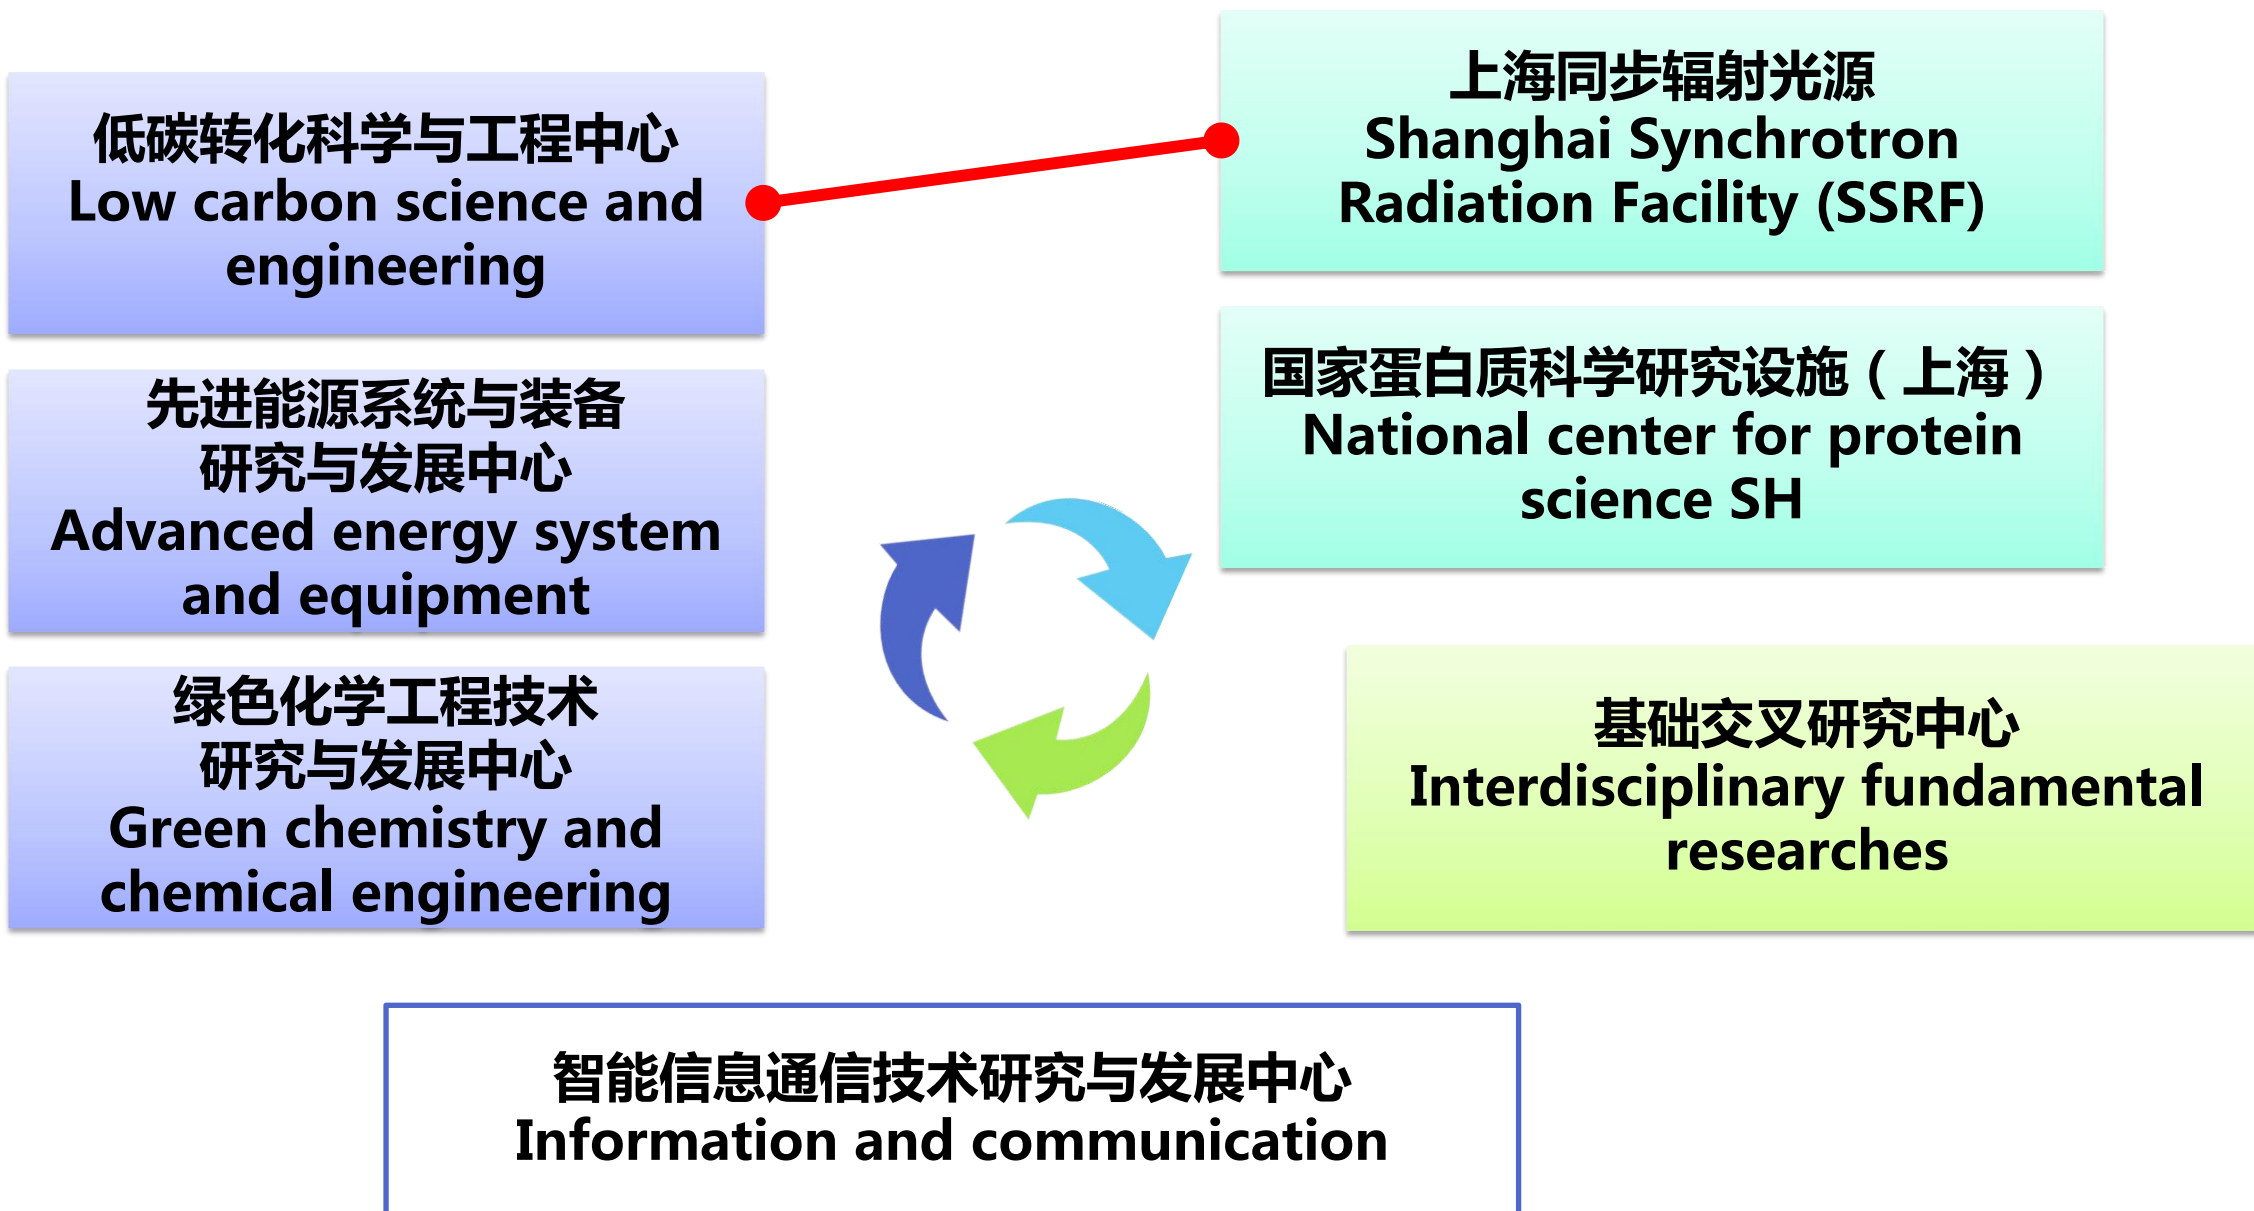 低碳转化科学与工程中心
Low carbon science and
engineering
先进能源系统与装备
研究与发展中心
Advanced energy system
and equipment
绿色化学工程技术
研究与发展中心
Green chemistry and
chemical engineering
上海同步辐射光源
Shanghai Synchrotron
Radiation Facility (SSRF)
国家蛋白质科学研究设施（上海）
National center for protein
science SH
基础交叉研究中心
Interdisciplinary fundamental
researches
智能信息通信技术研究与发展中心
Information and communication